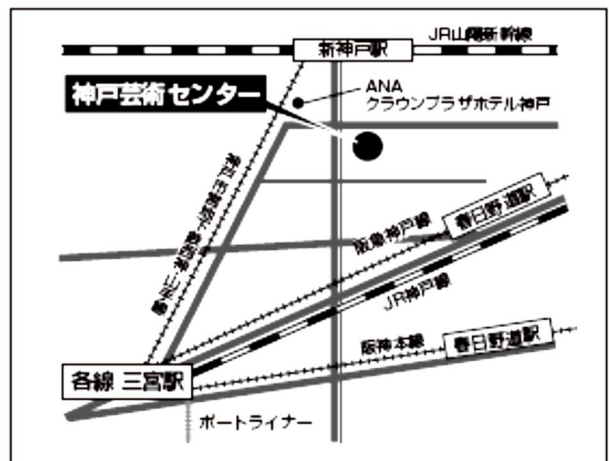 JR山陽新幹線
新神戸駅
神戸芸術センター
ANA
クラウンプラザホテル神戸
春日野道駅
阪急神戸線
JR神戸線
阪神本線
春日野道駅
各線 三宮駅
ポートライナー